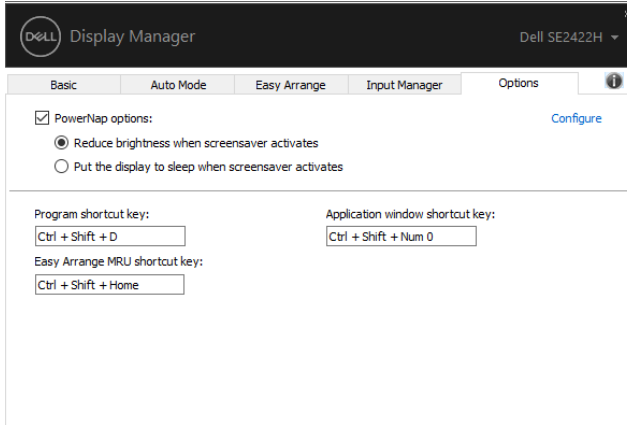 DELL Display Manager
Dell SE2422H
Basic
Auto Mode
Easy Arrange
Input Manager
Options
PowerNap options:
Configure
Reduce brightness when screensaver activates
Put the display to sleep when screensaver activates
Program shortcut key:
Application window shortcut key:
Ctrl + Shift + D
Ctrl + Shift + Num 0
Easy Arrange MRU shortcut key:
Ctrl + Shift + Home